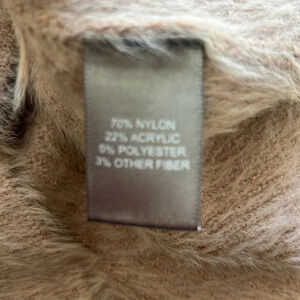 70% NYLON
22% ACRYLIC
5% POLYESTER
3% OTHER FIBER